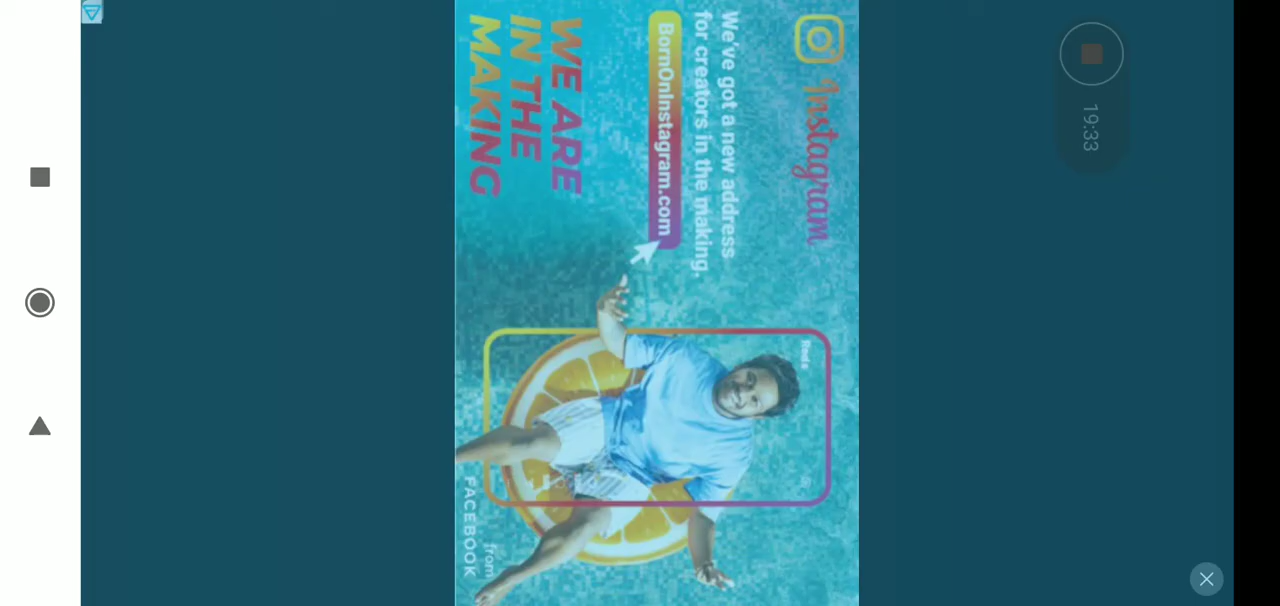 Instagram
We've got a new address
for creators in the making.
BornOnInstagram.com
WE ARE
IN THE
MAKING
Reels
from
FACEBOOK
19:33